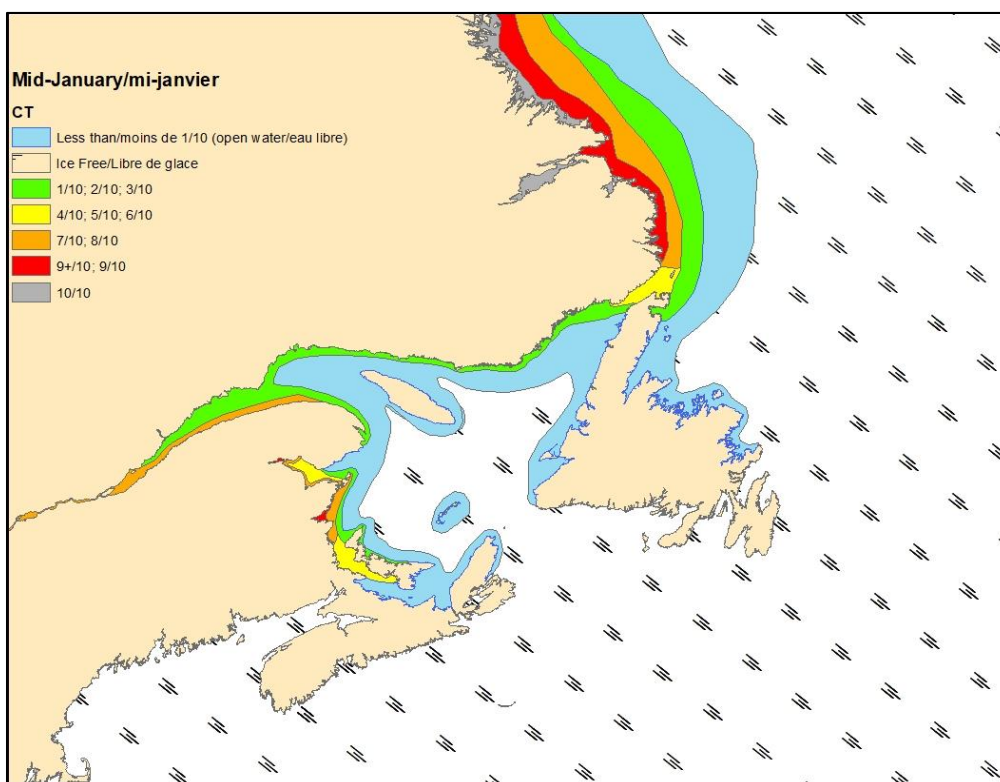 Mid-January/mi-janvier
CT
Less than/moins de 1/10 (open water/eau libre)
Ice Free/Libre de glace
1/10; 2/10; 3/10
4/10; 5/10; 6/10
7/10; 8/10
9+/10; 9/10
10/10